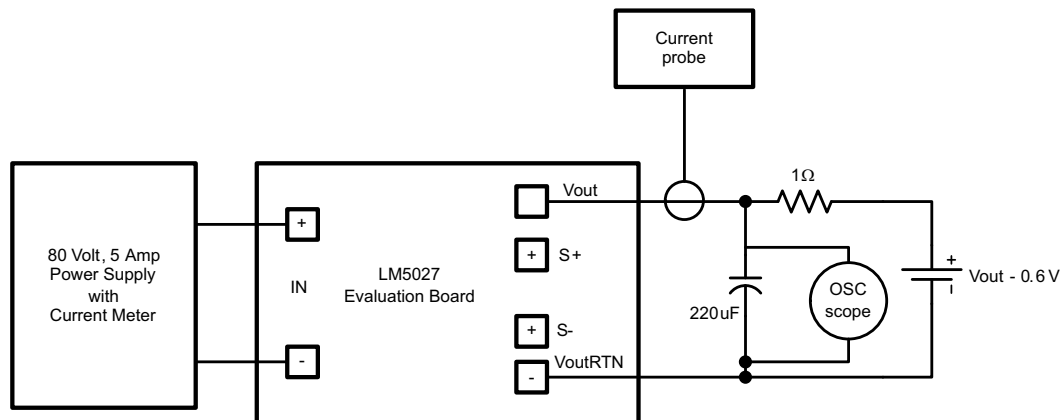 Current
probe
1Ω
Vout
+
80 Volt, 5 Amp
Power Supply
with
Current Meter
IN
LM5027
Evaluation Board
+ S+
+ S-
-
VoutRTN
-
220uF
OSC
scope
+
-
Vout - 0.6 V